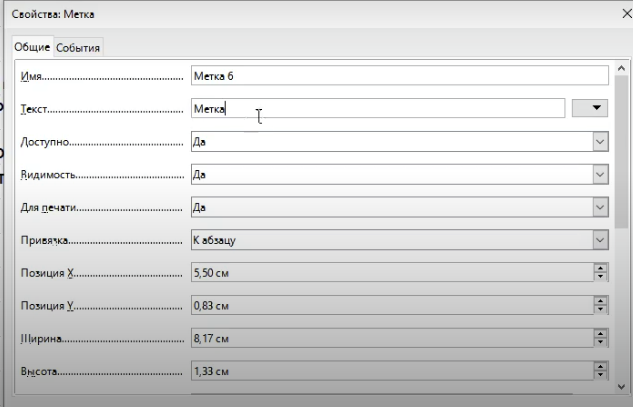 Свойства: Метка
Общие События
Имя Метка 6
Текст Метка
Доступно Да
Видимость Да
Для печати Да
Привязка К абзацу
Позиция X 5,50 см
Позиция Y 0,83 см
Ширина 8,17 см
Высота 1,33 см